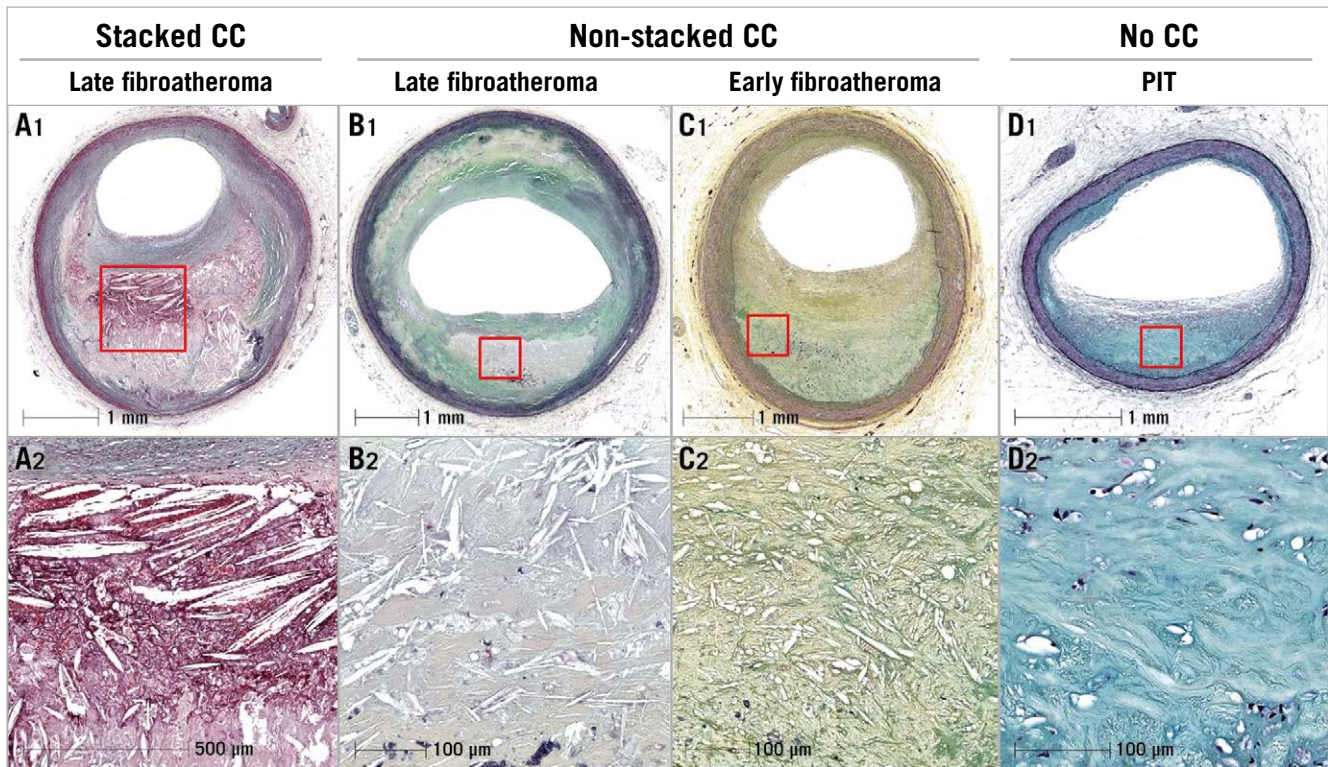 Stacked CC
Non-stacked CC
No CC
Late fibroatheroma
Late fibroatheroma
Early fibroatheroma
PIT
A1
1 mm
B1
1 mm
C1
1 mm
D1
1 mm
A2
500 µm
B2
100 µm
C2
100 µm
D2
100 µm